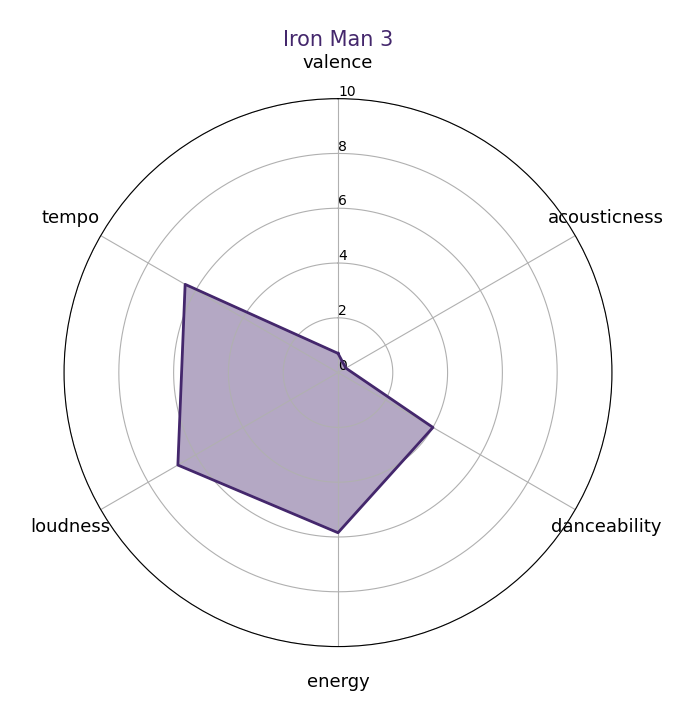 Iron Man 3
valence
10
8
tempo
6
acousticness
4
2
0
loudness
danceability
energy